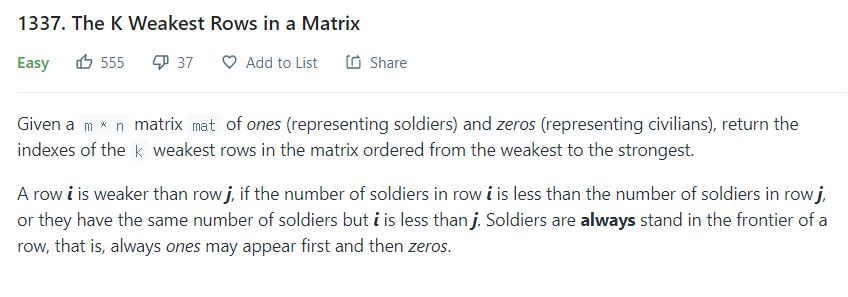 1337. The K Weakest Rows in a Matrix
Easy 555 37 Add to List Share
Given a m * n matrix mat of ones (representing soldiers) and zeros (representing civilians), return the
indexes of the k weakest rows in the matrix ordered from the weakest to the strongest.
A row i is weaker than row j, if the number of soldiers in row i is less than the number of soldiers in row j,
or they have the same number of soldiers but i is less than j. Soldiers are always stand in the frontier of a
row, that is, always ones may appear first and then zeros.